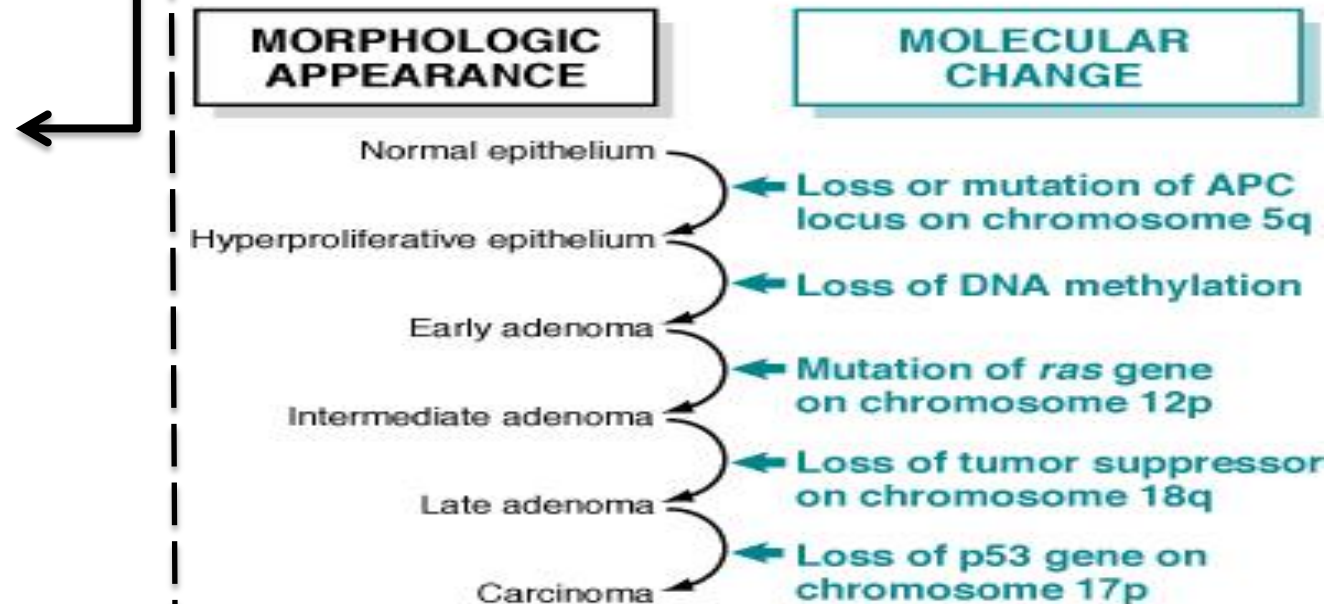 MORPHOLOGIC
APPEARANCE
MOLECULAR
CHANGE
Normal epithelium
Loss or mutation of APC
locus on chromosome 5q
Hyperproliferative epithelium
Loss of DNA methylation
Early adenoma
Mutation of ras gene
on chromosome 12p
Intermediate adenoma
Loss of tumor suppressor
on chromosome 18q
Late adenoma
Loss of p53 gene on
chromosome 17p
Carcinoma